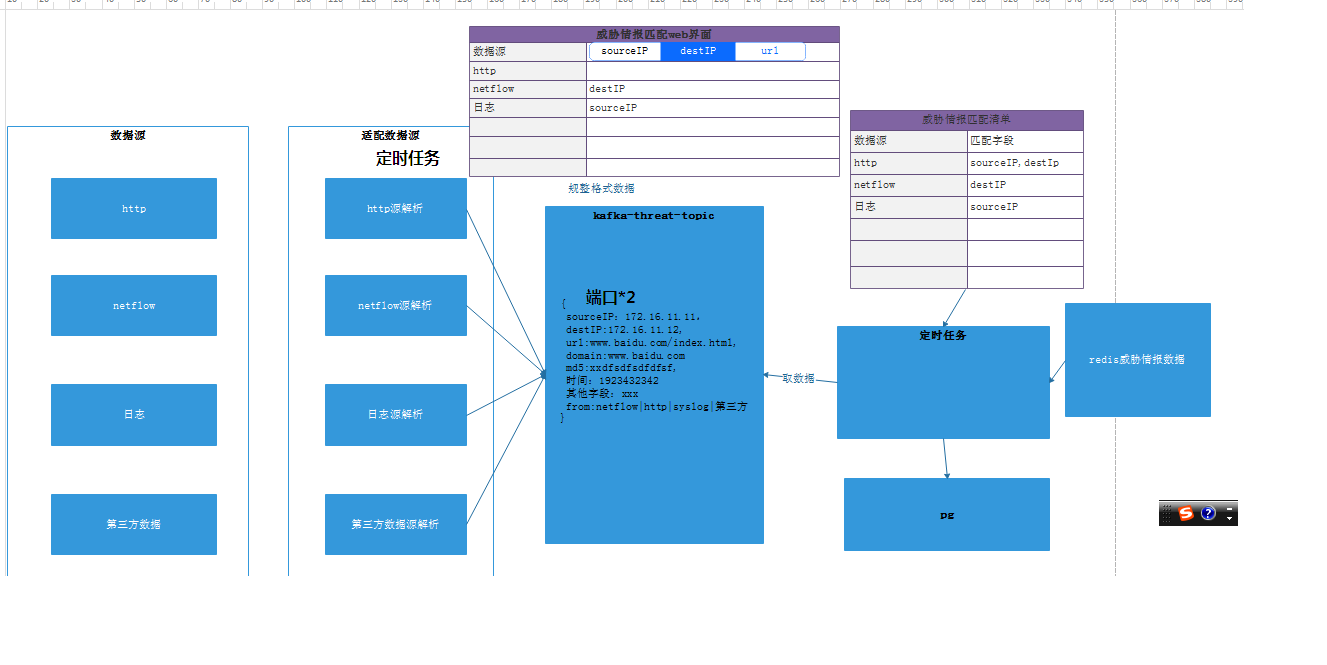 威胁情报匹配web界面
数据源
sourceIP
destIP
url
http
netflow
destIP
日志
sourceIP
数据源
http
netflow
日志
第三方数据
适配数据源
定时任务
http源解析
netflow源解析
日志源解析
第三方数据源解析
规整格式数据
kafka-threat-topic
端口*2
{
sourceIP: 172.16.11.11,
destIP:172.16.11.12,
url:www.baidu.com/index.html,
domain:www.baidu.com
md5:xxdfsdfsdfdfsf,
时间: 1923432342
其他字段: xxx
from:netflow|http|syslog|第三方
}
威胁情报匹配清单
数据源 匹配字段
http sourceIP,destIp
netflow destIP
日志 sourceIP
取数据
定时任务
redis威胁情报数据
pg